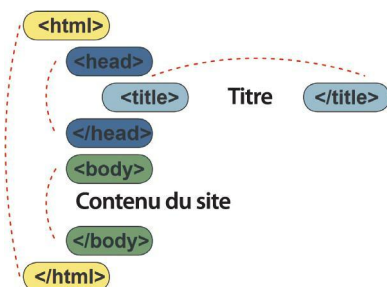 <html>
<head>
<title> Titre </title>
</head>
<body>
Contenu du site
</body>
</html>